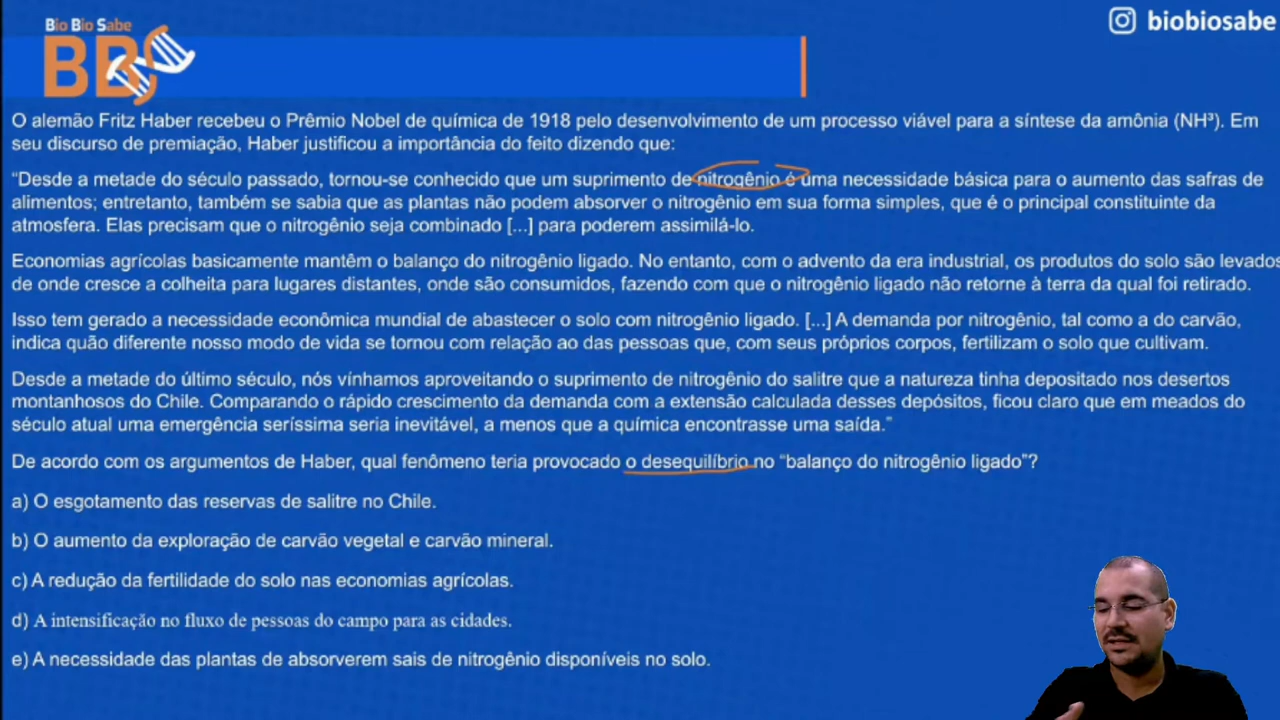 Bio Bio Sabe
BBS
biobiosabe
O alemão Fritz Haber recebeu o Prêmio Nobel de química de 1918 pelo desenvolvimento de um processo viável para a síntese da amônia (NH³). Em
seu discurso de premiação, Haber justificou a importância do feito dizendo que:
“Desde a metade do século passado, tornou-se conhecido que um suprimento de nitrogênio é uma necessidade básica para o aumento das safras de
alimentos; entretanto, também se sabia que as plantas não podem absorver o nitrogênio em sua forma simples, que é o principal constituinte da
atmosfera. Elas precisam que o nitrogênio seja combinado [...] para poderem assimilá-lo.
Economias agrícolas basicamente mantêm o balanço do nitrogênio ligado. No entanto, com o advento da era industrial, os produtos do solo são levados
de onde cresce a colheita para lugares distantes, onde são consumidos, fazendo com que o nitrogênio ligado não retorne à terra da qual foi retirado.
Isso tem gerado a necessidade econômica mundial de abastecer o solo com nitrogênio ligado. [...] A demanda por nitrogênio, tal como a do carvão,
indica quão diferente nosso modo de vida se tornou com relação ao das pessoas que, com seus próprios corpos, fertilizam o solo que cultivam.
Desde a metade do último século, nós vínhamos aproveitando o suprimento de nitrogênio do salitre que a natureza tinha depositado nos desertos
montanhosos do Chile. Comparando o rápido crescimento da demanda com a extensão calculada desses depósitos, ficou claro que em meados do
século atual uma emergência seríssima seria inevitável, a menos que a química encontrasse uma saída.”
De acordo com os argumentos de Haber, qual fenômeno teria provocado o desequilíbrio no “balanço do nitrogênio ligado”?
a) O esgotamento das reservas de salitre no Chile.
b) O aumento da exploração de carvão vegetal e carvão mineral.
c) A redução da fertilidade do solo nas economias agrícolas.
d) A intensificação no fluxo de pessoas do campo para as cidades.
e) A necessidade das plantas de absorverem sais de nitrogênio disponíveis no solo.